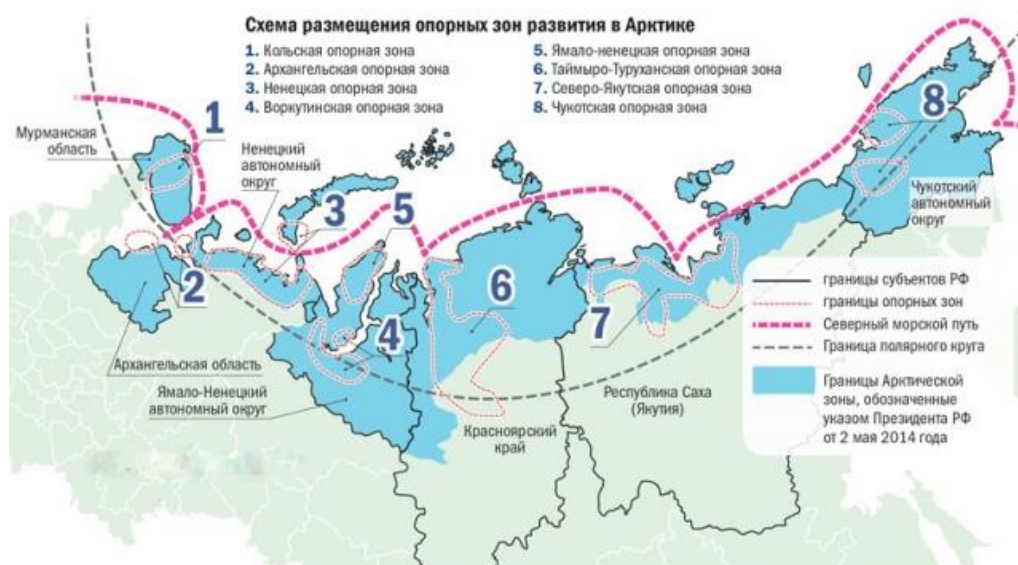 Схема размещения опорных зон развития в Арктике
1. Кольская опорная зона
2. Архангельская опорная зона
3. Ненецкая опорная зона
4. Воркутинская опорная зона
5. Ямало-ненецкая опорная зона
6. Таймыро-Туруханская опорная зона
7. Северо-Якутская опорная зона
8. Чукотская опорная зона
1
Мурманская
область
Ненецкий
автономный
округ
3
5
8
Чукотский
автономный
округ
2
6
7
4
Архангельская область
Ямало-Ненецкий
автономный округ
Красноярский
край
Республика Саха
(Якутия)
границы субъектов РФ
границы опорных зон
Северный морской путь
Граница полярного круга
Границы Арктической
зоны, обозначенные
указом Президента РФ
от 2 мая 2014 года